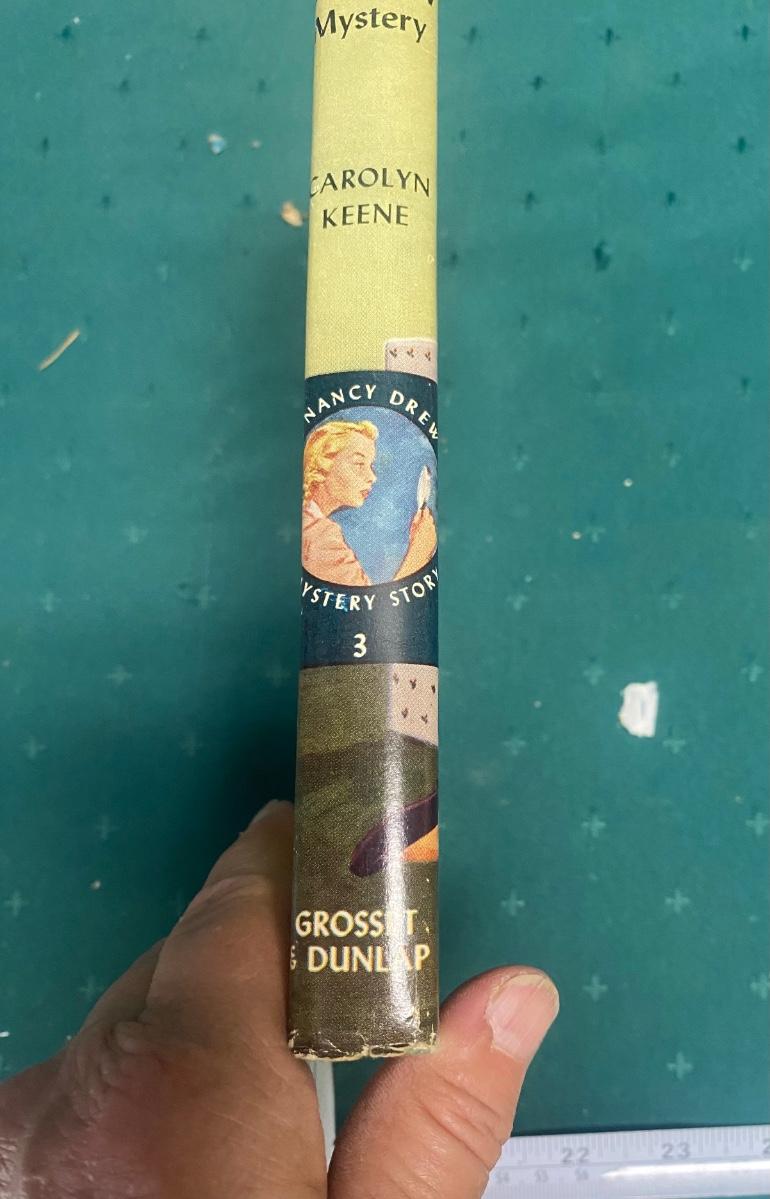 Mystery
CAROLYN
KEENE
NANCY DREW
MYSTERY STORY
3
GROSSET
& DUNLAP
22 23